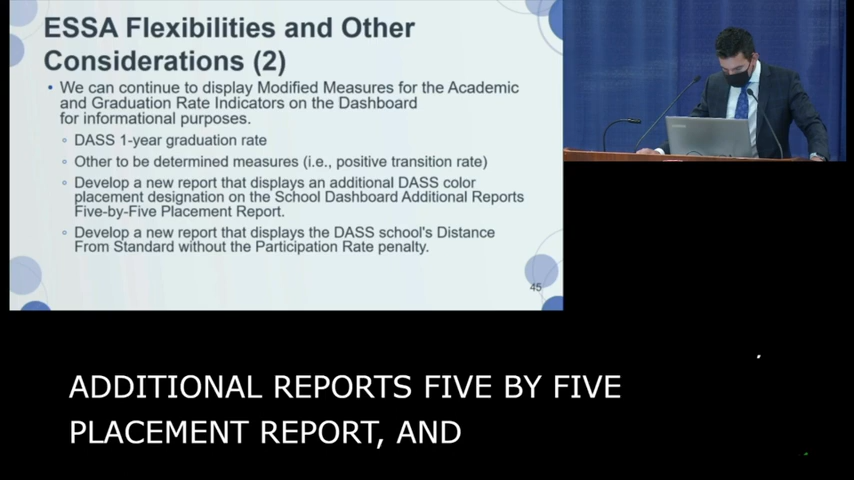 ESSA Flexibilities and Other
Considerations (2)
• We can continue to display Modified Measures for the Academic
and Graduation Rate Indicators on the Dashboard
for informational purposes.
◦ DASS 1-year graduation rate
◦ Other to be determined measures (i.e., positive transition rate)
◦ Develop a new report that displays an additional DASS color
placement designation on the School Dashboard Additional Reports
Five-by-Five Placement Report.
◦ Develop a new report that displays the DASS school's Distance
From Standard without the Participation Rate penalty.
45
ADDITIONAL REPORTS FIVE BY FIVE
PLACEMENT REPORT, AND